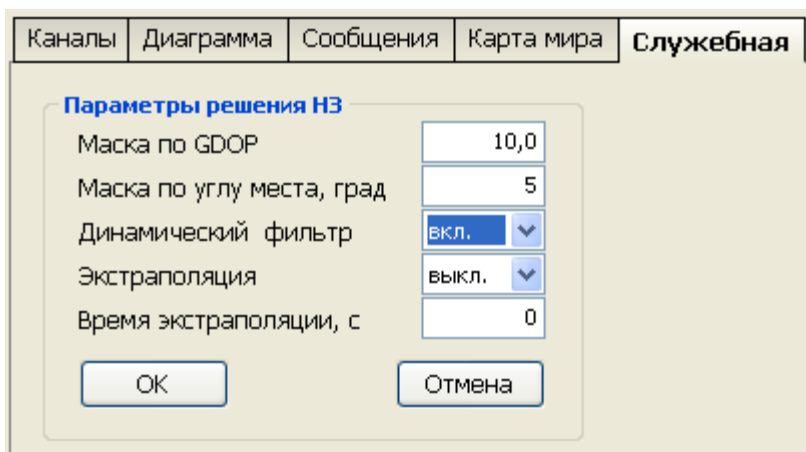 Каналы Диаграмма Сообщения Карта мира Служебная
Параметры решения НЗ
Маска по GDOP 10,0
Маска по углу места, град 5
Динамический фильтр вкл.
Экстраполяция выкл.
Время экстраполяции, с 0
ОК Отмена